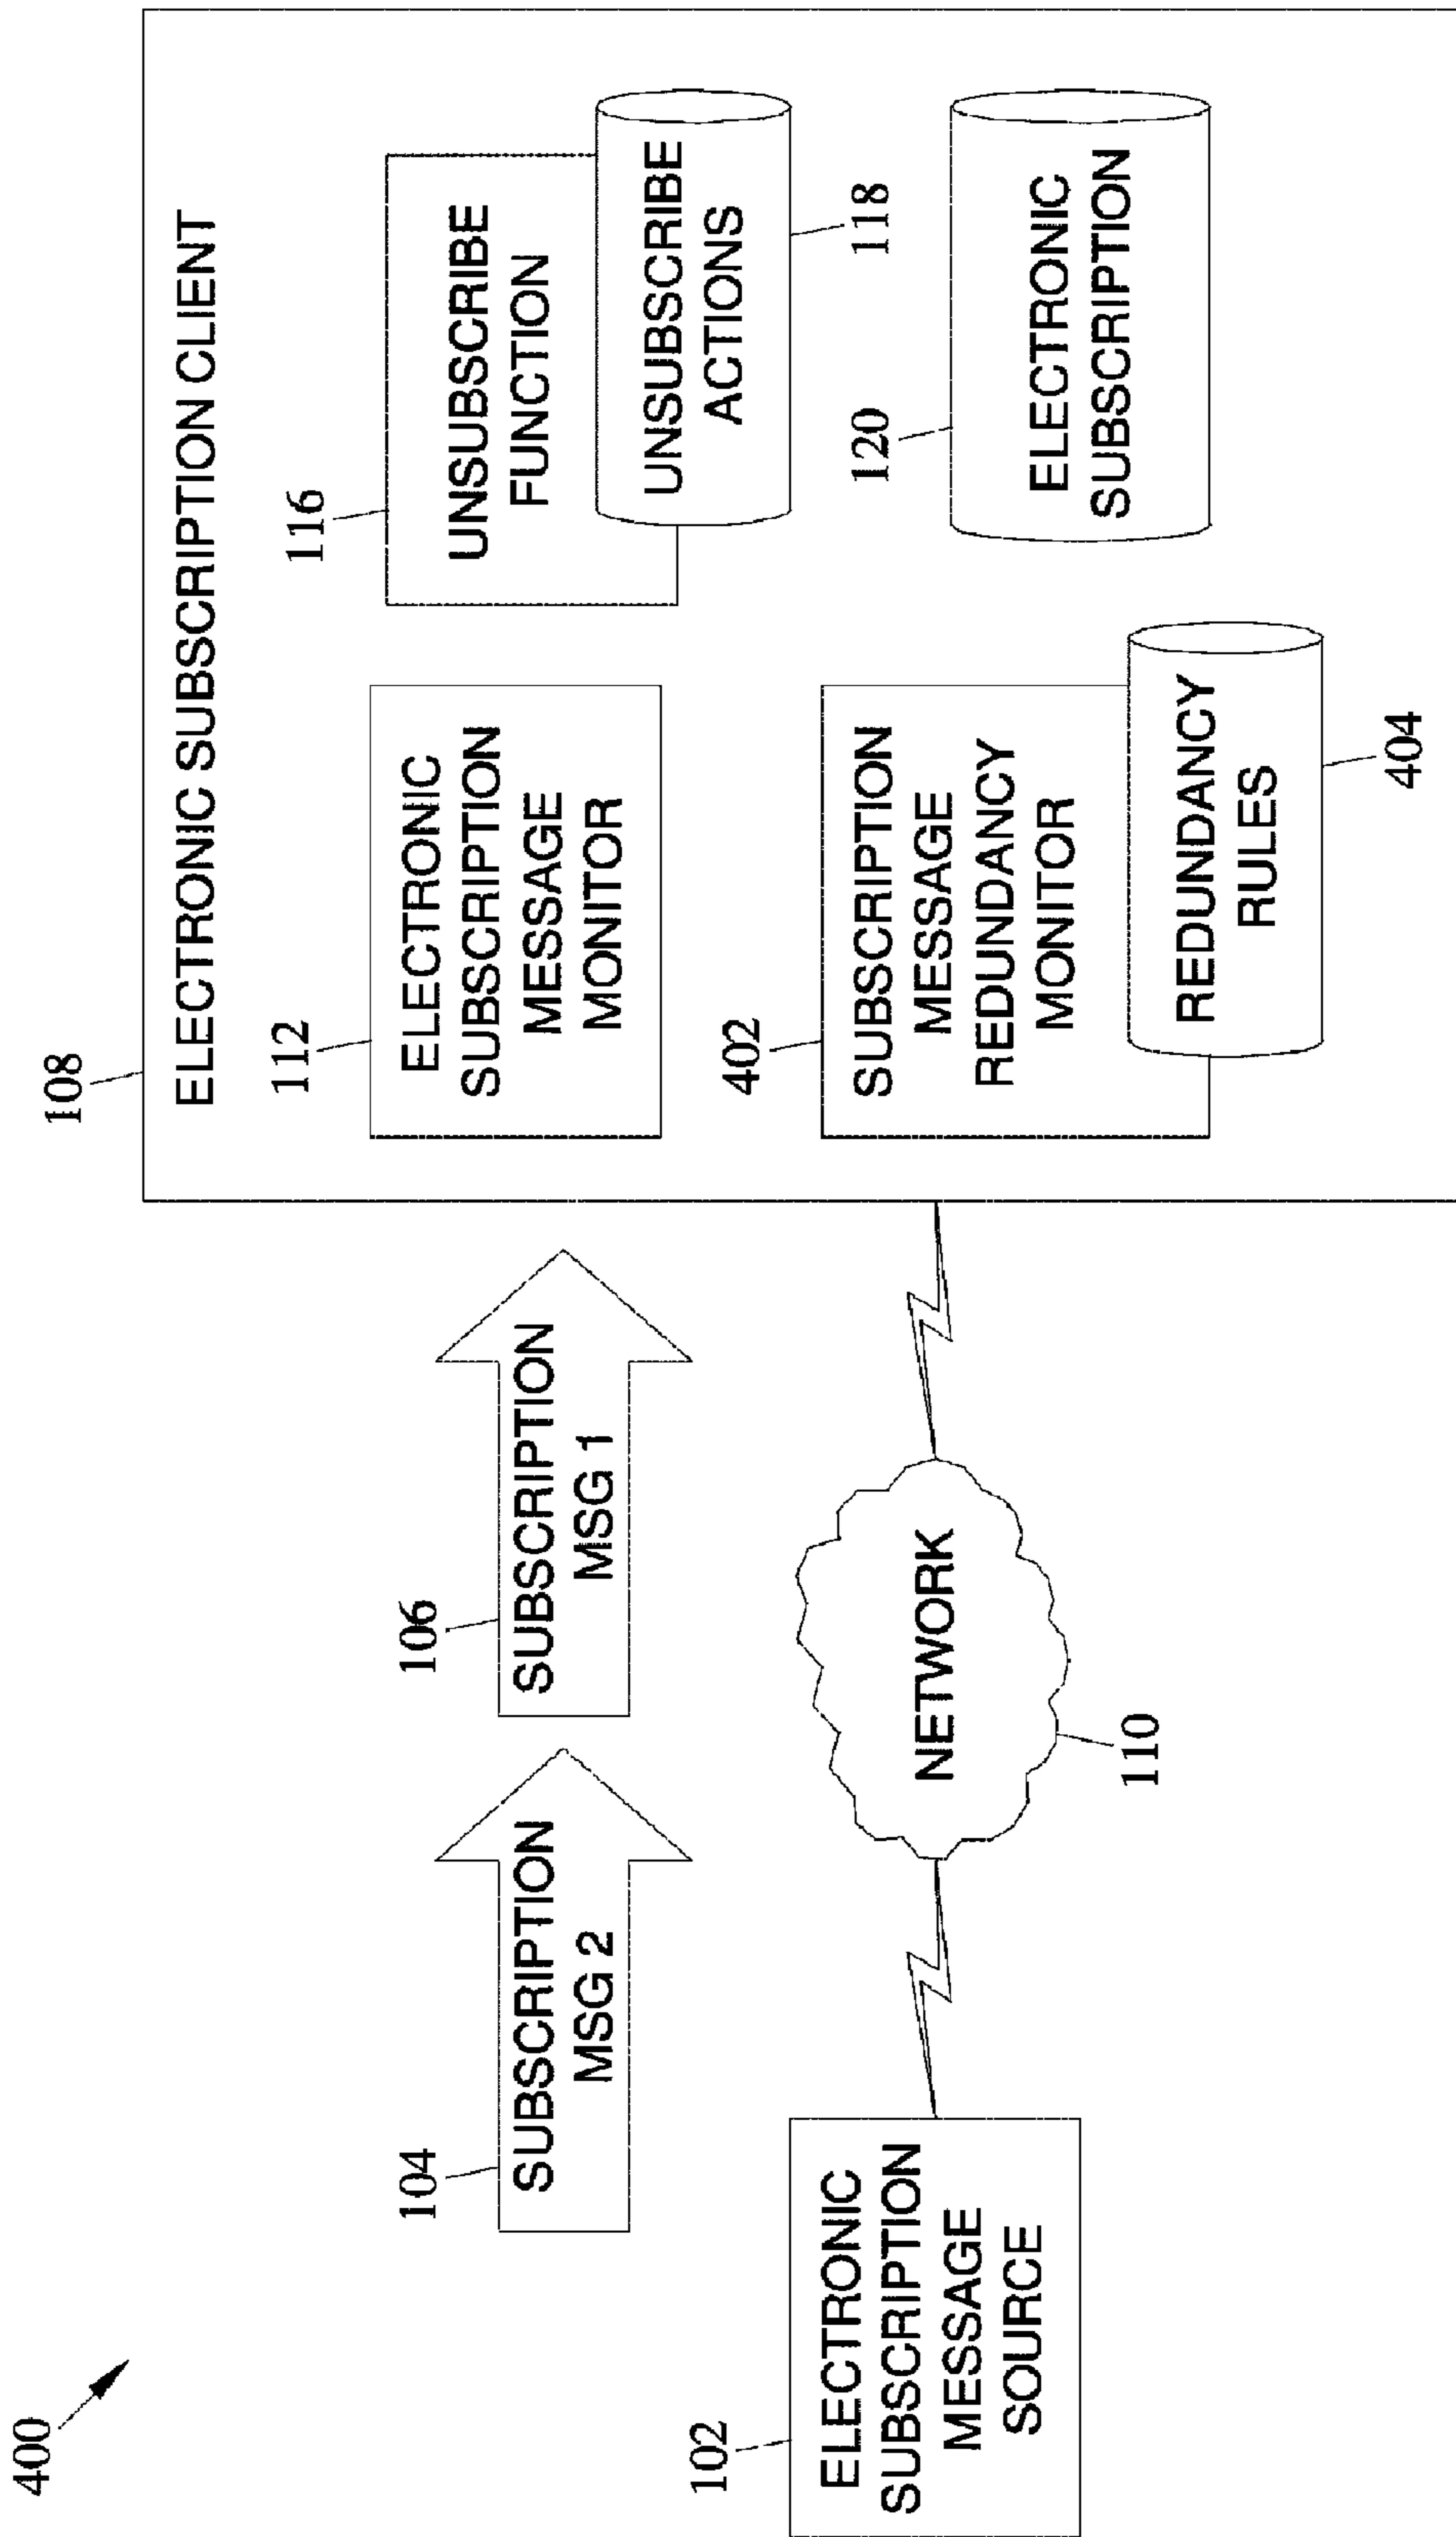 400
108
ELECTRONIC SUBSCRIPTION CLIENT
104
SUBSCRIPTION
MSG 2
106
SUBSCRIPTION
MSG 1
112
ELECTRONIC
SUBSCRIPTION
MESSAGE
MONITOR
116
UNSUBSCRIBE
FUNCTION
UNSUBSCRIBE
ACTIONS
118
102
ELECTRONIC
SUBSCRIPTION
MESSAGE
SOURCE
NETWORK
110
402
SUBSCRIPTION
MESSAGE
REDUNDANCY
MONITOR
REDUNDANCY
RULES
404
120
ELECTRONIC
SUBSCRIPTION